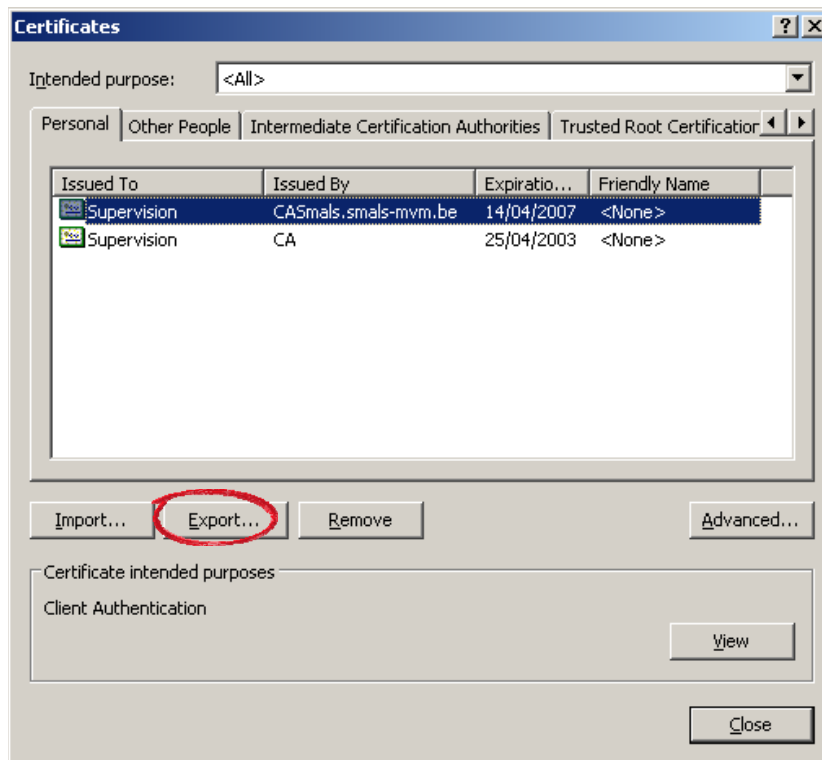 Certificates
Intended purpose: <All>
Personal Other People Intermediate Certification Authorities Trusted Root Certification
Issued To Issued By Expiratio... Friendly Name
Supervision CASmals.smals-mvm.be 14/04/2007 <None>
Supervision CA 25/04/2003 <None>
Import... Export... Remove Advanced...
Certificate intended purposes
Client Authentication
View
Close